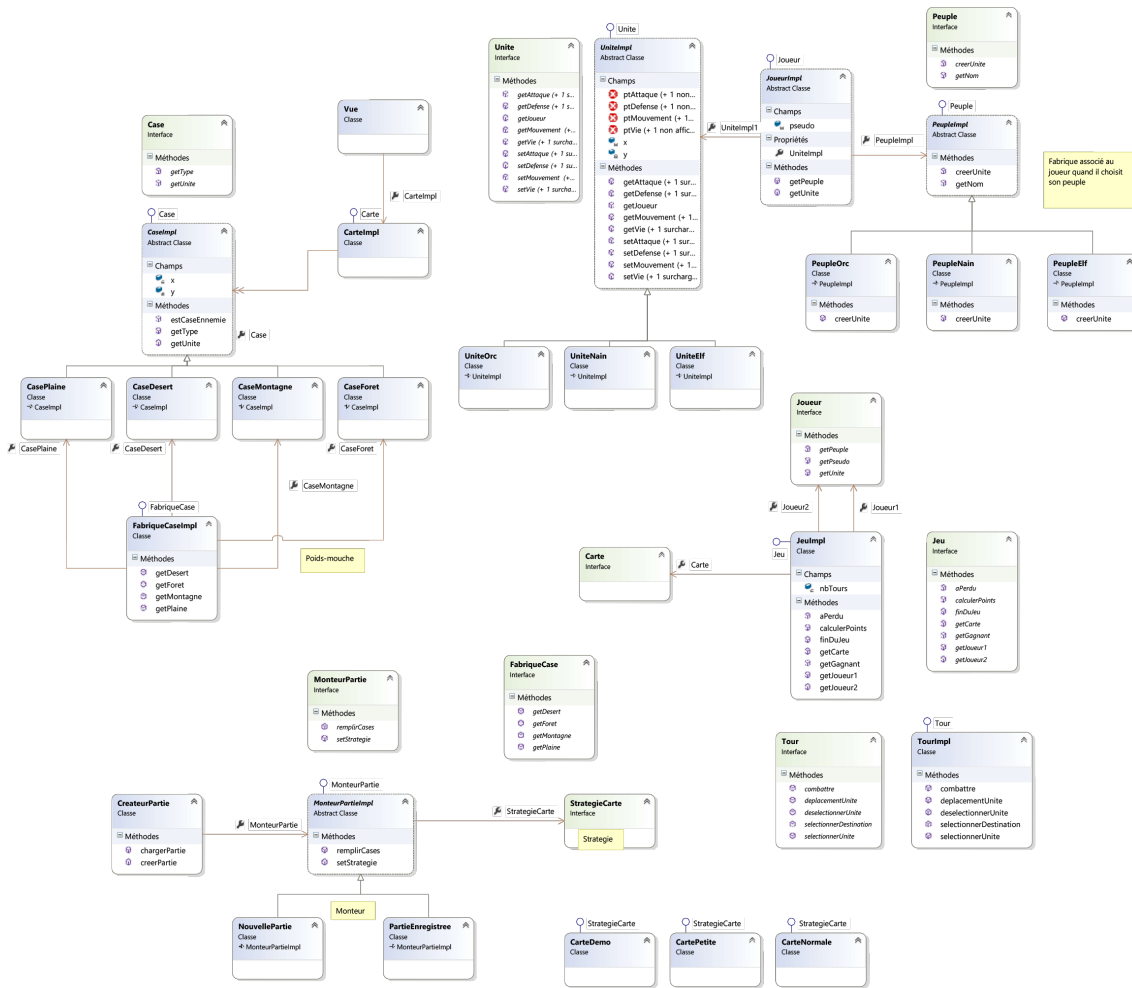 Case
Interface
Méthodes
getType
getUnite
Vue
Classe
CarteImpl
Case
CaseImpl
Abstract Classe
Champs
x
y
Méthodes
estCaseEnnemie
getType
getUnite
Case
Carte
CarteImpl
Classe
CasePlaine
Classe
CaseImpl
CaseDesert
Classe
CaseImpl
CaseMontagne
Classe
CaseImpl
CaseForet
Classe
CaseImpl
CasePlaine
CaseDesert
CaseForet
CaseMontagne
FabriqueCase
FabriqueCaseImpl
Classe
Méthodes
getDesert
getForet
getMontagne
getPlaine
Poids-mouche
Unite
Interface
Méthodes
getAttaque (+ 1 s...
getDefense (+ 1 s...
getJoueur
getMouvement (+...
getVie (+ 1 surcha...
setAttaque (+ 1 su...
setDefense (+ 1 su...
setMouvement (+ ...
setVie (+ 1 surcha...
Unite
UniteImpl
Abstract Classe
Champs
ptAttaque (+ 1 non...
ptDefense (+ 1 non...
ptMouvement (+ 1...
ptVie (+ 1 non affic...
x
y
Méthodes
getAttaque (+ 1 sur...
getDefense (+ 1 sur...
getJoueur
getMouvement (+ 1...
getVie (+ 1 surchar...
setAttaque (+ 1 sur...
setDefense (+ 1 sur...
setMouvement (+ 1...
setVie (+ 1 surcharg...
UniteImpl1
Joueur
JoueurImpl
Abstract Classe
Champs
pseudo
Propriétés
UniteImpl
Méthodes
getPeuple
getUnite
PeupleImpl
Peuple
Interface
Méthodes
creerUnite
getNom
Peuple
PeupleImpl
Abstract Classe
Méthodes
creerUnite
getNom
Fabrique associé au
joueur quand il choisit
son peuple
PeupleOrc
Classe
PeupleImpl
Méthodes
creerUnite
PeupleNain
Classe
PeupleImpl
Méthodes
creerUnite
PeupleElf
Classe
PeupleImpl
Méthodes
creerUnite
UniteOrc
Classe
UniteImpl
UniteNain
Classe
UniteImpl
UniteElf
Classe
UniteImpl
Joueur
Interface
Méthodes
getPeuple
getPseudo
getUnite
Joueur2
Joueur1
Carte
Interface
Carte
Jeu
JeuImpl
Classe
Champs
nbTours
Méthodes
aPerdu
calculerPoints
finDuJeu
getCarte
getGagnant
getJoueur1
getJoueur2
Jeu
Interface
Méthodes
aPerdu
calculerPoints
finDuJeu
getCarte
getGagnant
getJoueur1
getJoueur2
MonteurPartie
Interface
Méthodes
remplirCases
setStrategie
FabriqueCase
Interface
Méthodes
getDesert
getForet
getMontagne
getPlaine
Tour
Interface
Méthodes
combattre
deplacementUnite
deselectionnerUnite
selectionnerDestination
selectionnerUnite
Tour
TourImpl
Classe
Méthodes
combattre
deplacementUnite
deselectionnerUnite
selectionnerDestination
selectionnerUnite
CreateurPartie
Classe
Méthodes
chargerPartie
creerPartie
MonteurPartie
MonteurPartie
MonteurPartieImpl
Abstract Classe
Méthodes
remplirCases
setStrategie
StrategieCarte
StrategieCarte
Interface
Strategie
Monteur
NouvellePartie
Classe
MonteurPartieImpl
PartieEnregistree
Classe
MonteurPartieImpl
StrategieCarte
CarteDemo
Classe
StrategieCarte
CartePetite
Classe
StrategieCarte
CarteNormale
Classe